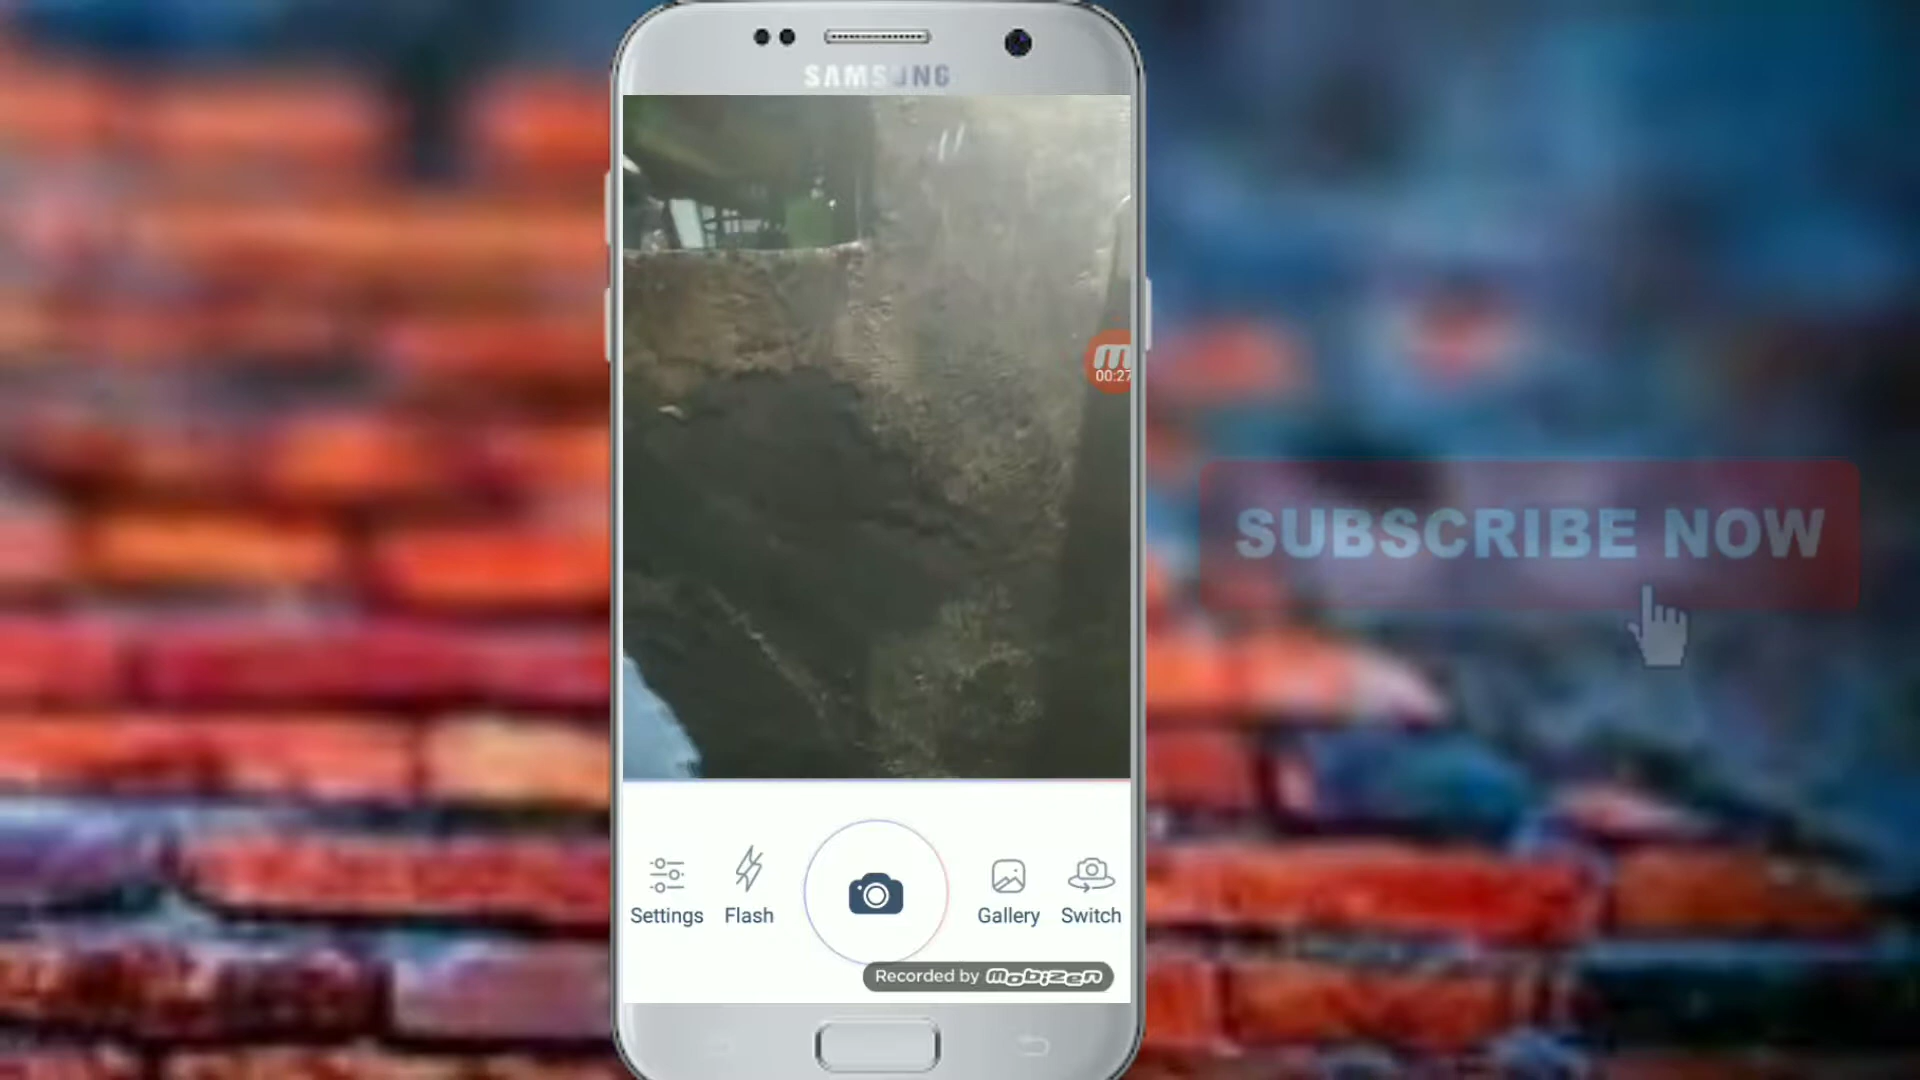 SAMSUNG
00:27
SUBSCRIBE NOW
Settings
Flash
Gallery
Switch
Recorded by mobizen